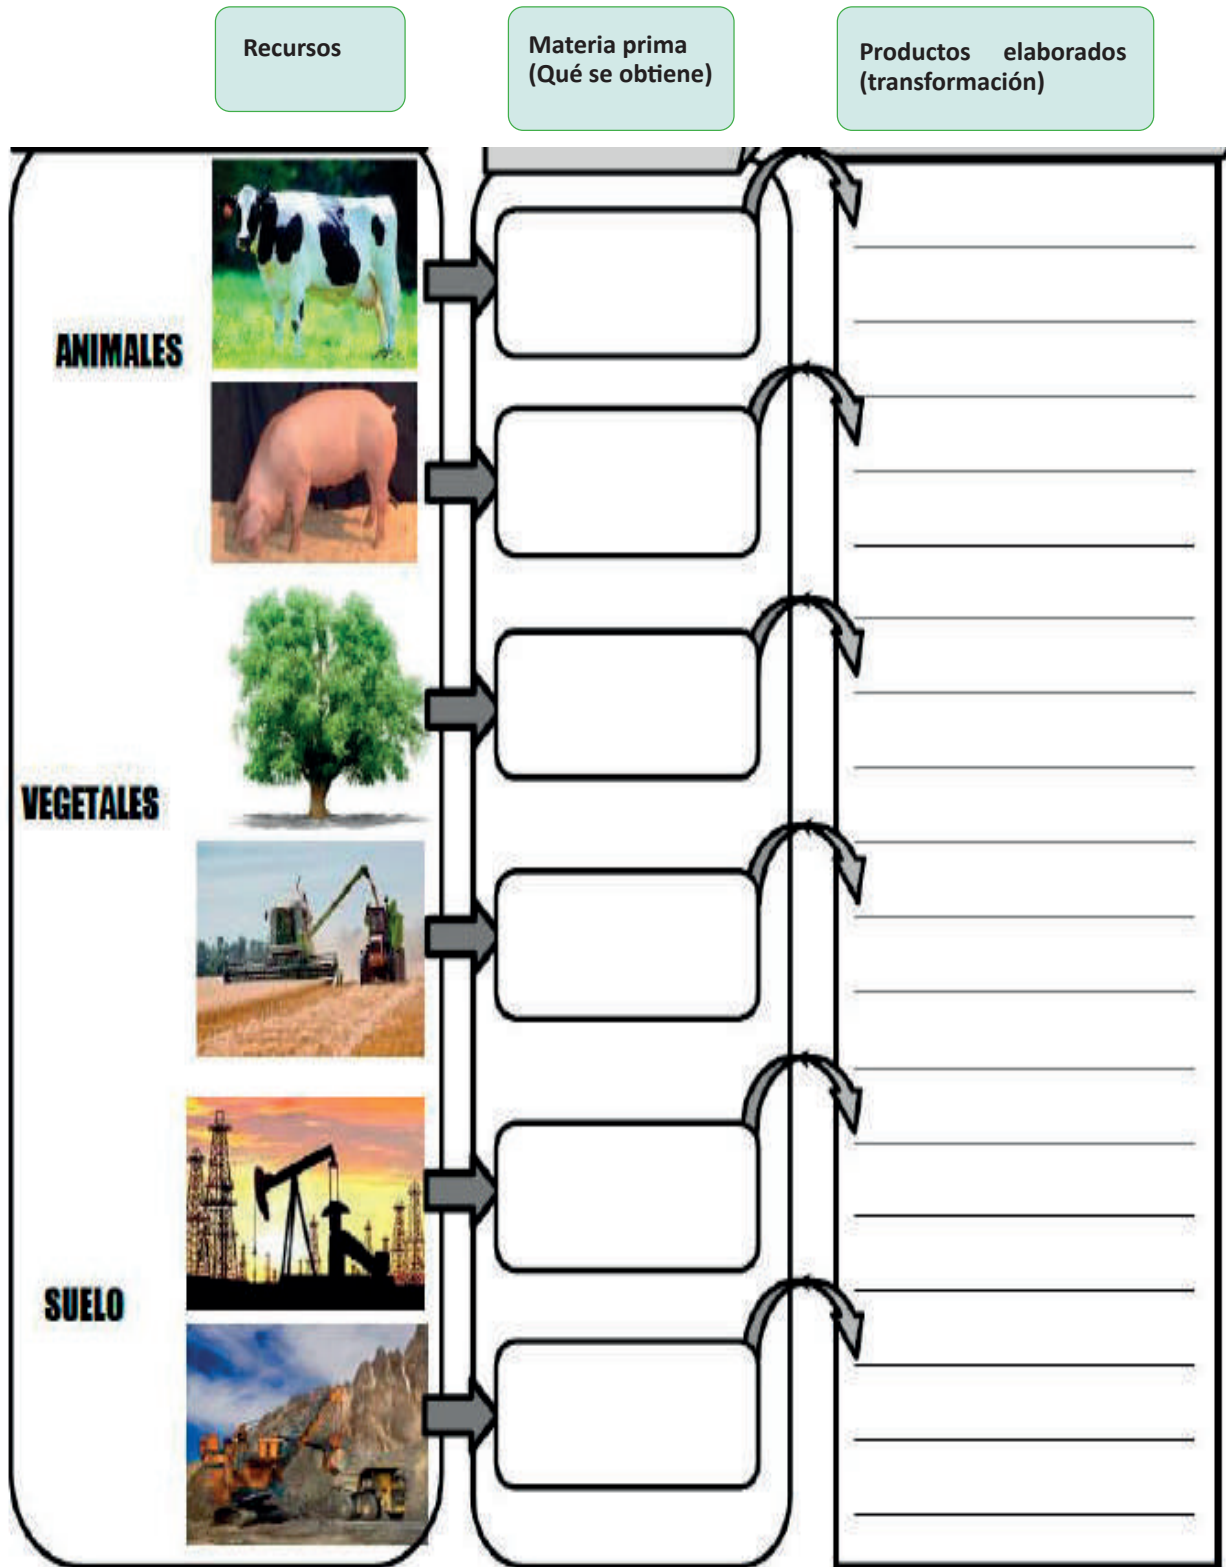 Recursos
Materia prima
(Qué se obtiene)
Productos elaborados
(transformación)
ANIMALES
VEGETALES
SUELO